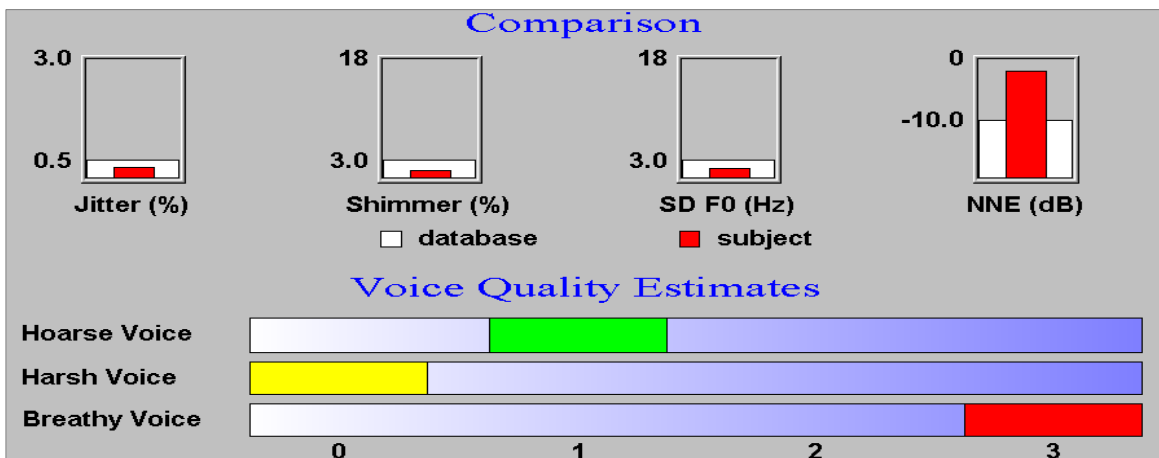 Comparison
3.0 18 18 0
-10.0
0.5 3.0 3.0
Jitter (%) Shimmer (%) SD F0 (Hz) NNE (dB)
database subject
Voice Quality Estimates
Hoarse Voice
Harsh Voice
Breathy Voice
0 1 2 3